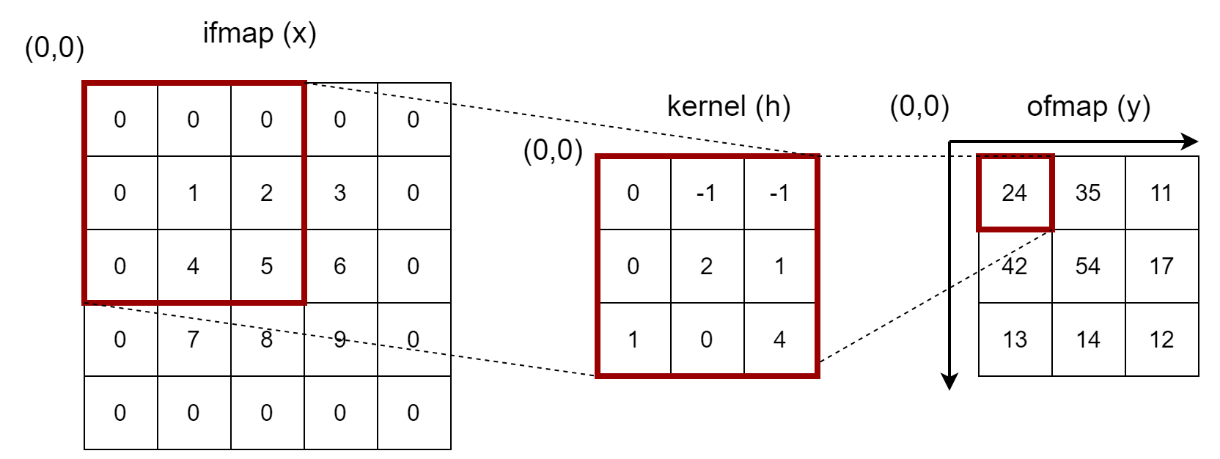 ifmap (x)
(0,0)
0 0 0 0 0
0 1 2 3 0
0 4 5 6 0
0 7 8 9 0
0 0 0 0 0
kernel (h)
(0,0)
0 -1 -1
0 2 1
1 0 4
ofmap (y)
(0,0)
24 35 11
42 54 17
13 14 12